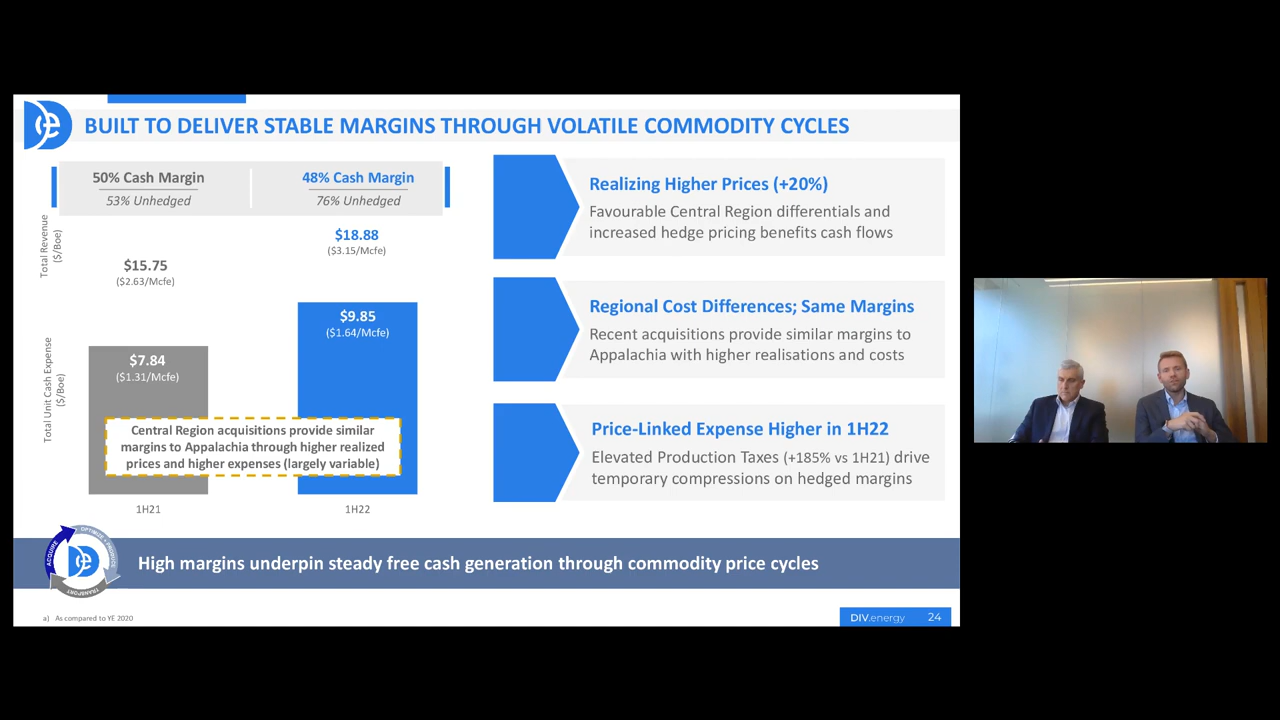 BUILT TO DELIVER STABLE MARGINS THROUGH VOLATILE COMMODITY CYCLES
50% Cash Margin
53% Unhedged
48% Cash Margin
76% Unhedged
Total Revenue
($/Boe)
$15.75
($2.63/Mcfe)
$18.88
($3.15/Mcfe)
Total Unit Cash Expense
($/Boe)
$7.84
($1.31/Mcfe)
$9.85
($1.64/Mcfe)
Central Region acquisitions provide similar
margins to Appalachia through higher realized
prices and higher expenses (largely variable)
1H21
1H22
Realizing Higher Prices (+20%)
Favourable Central Region differentials and
increased hedge pricing benefits cash flows
Regional Cost Differences; Same Margins
Recent acquisitions provide similar margins to
Appalachia with higher realisations and costs
Price-Linked Expense Higher in 1H22
Elevated Production Taxes (+185% vs 1H21) drive
temporary compressions on hedged margins
ACQUIRE
OPTIMIZE • PRODUCE
TRANSPORT
High margins underpin steady free cash generation through commodity price cycles
a) As compared to YE 2020
DIV.energy 24